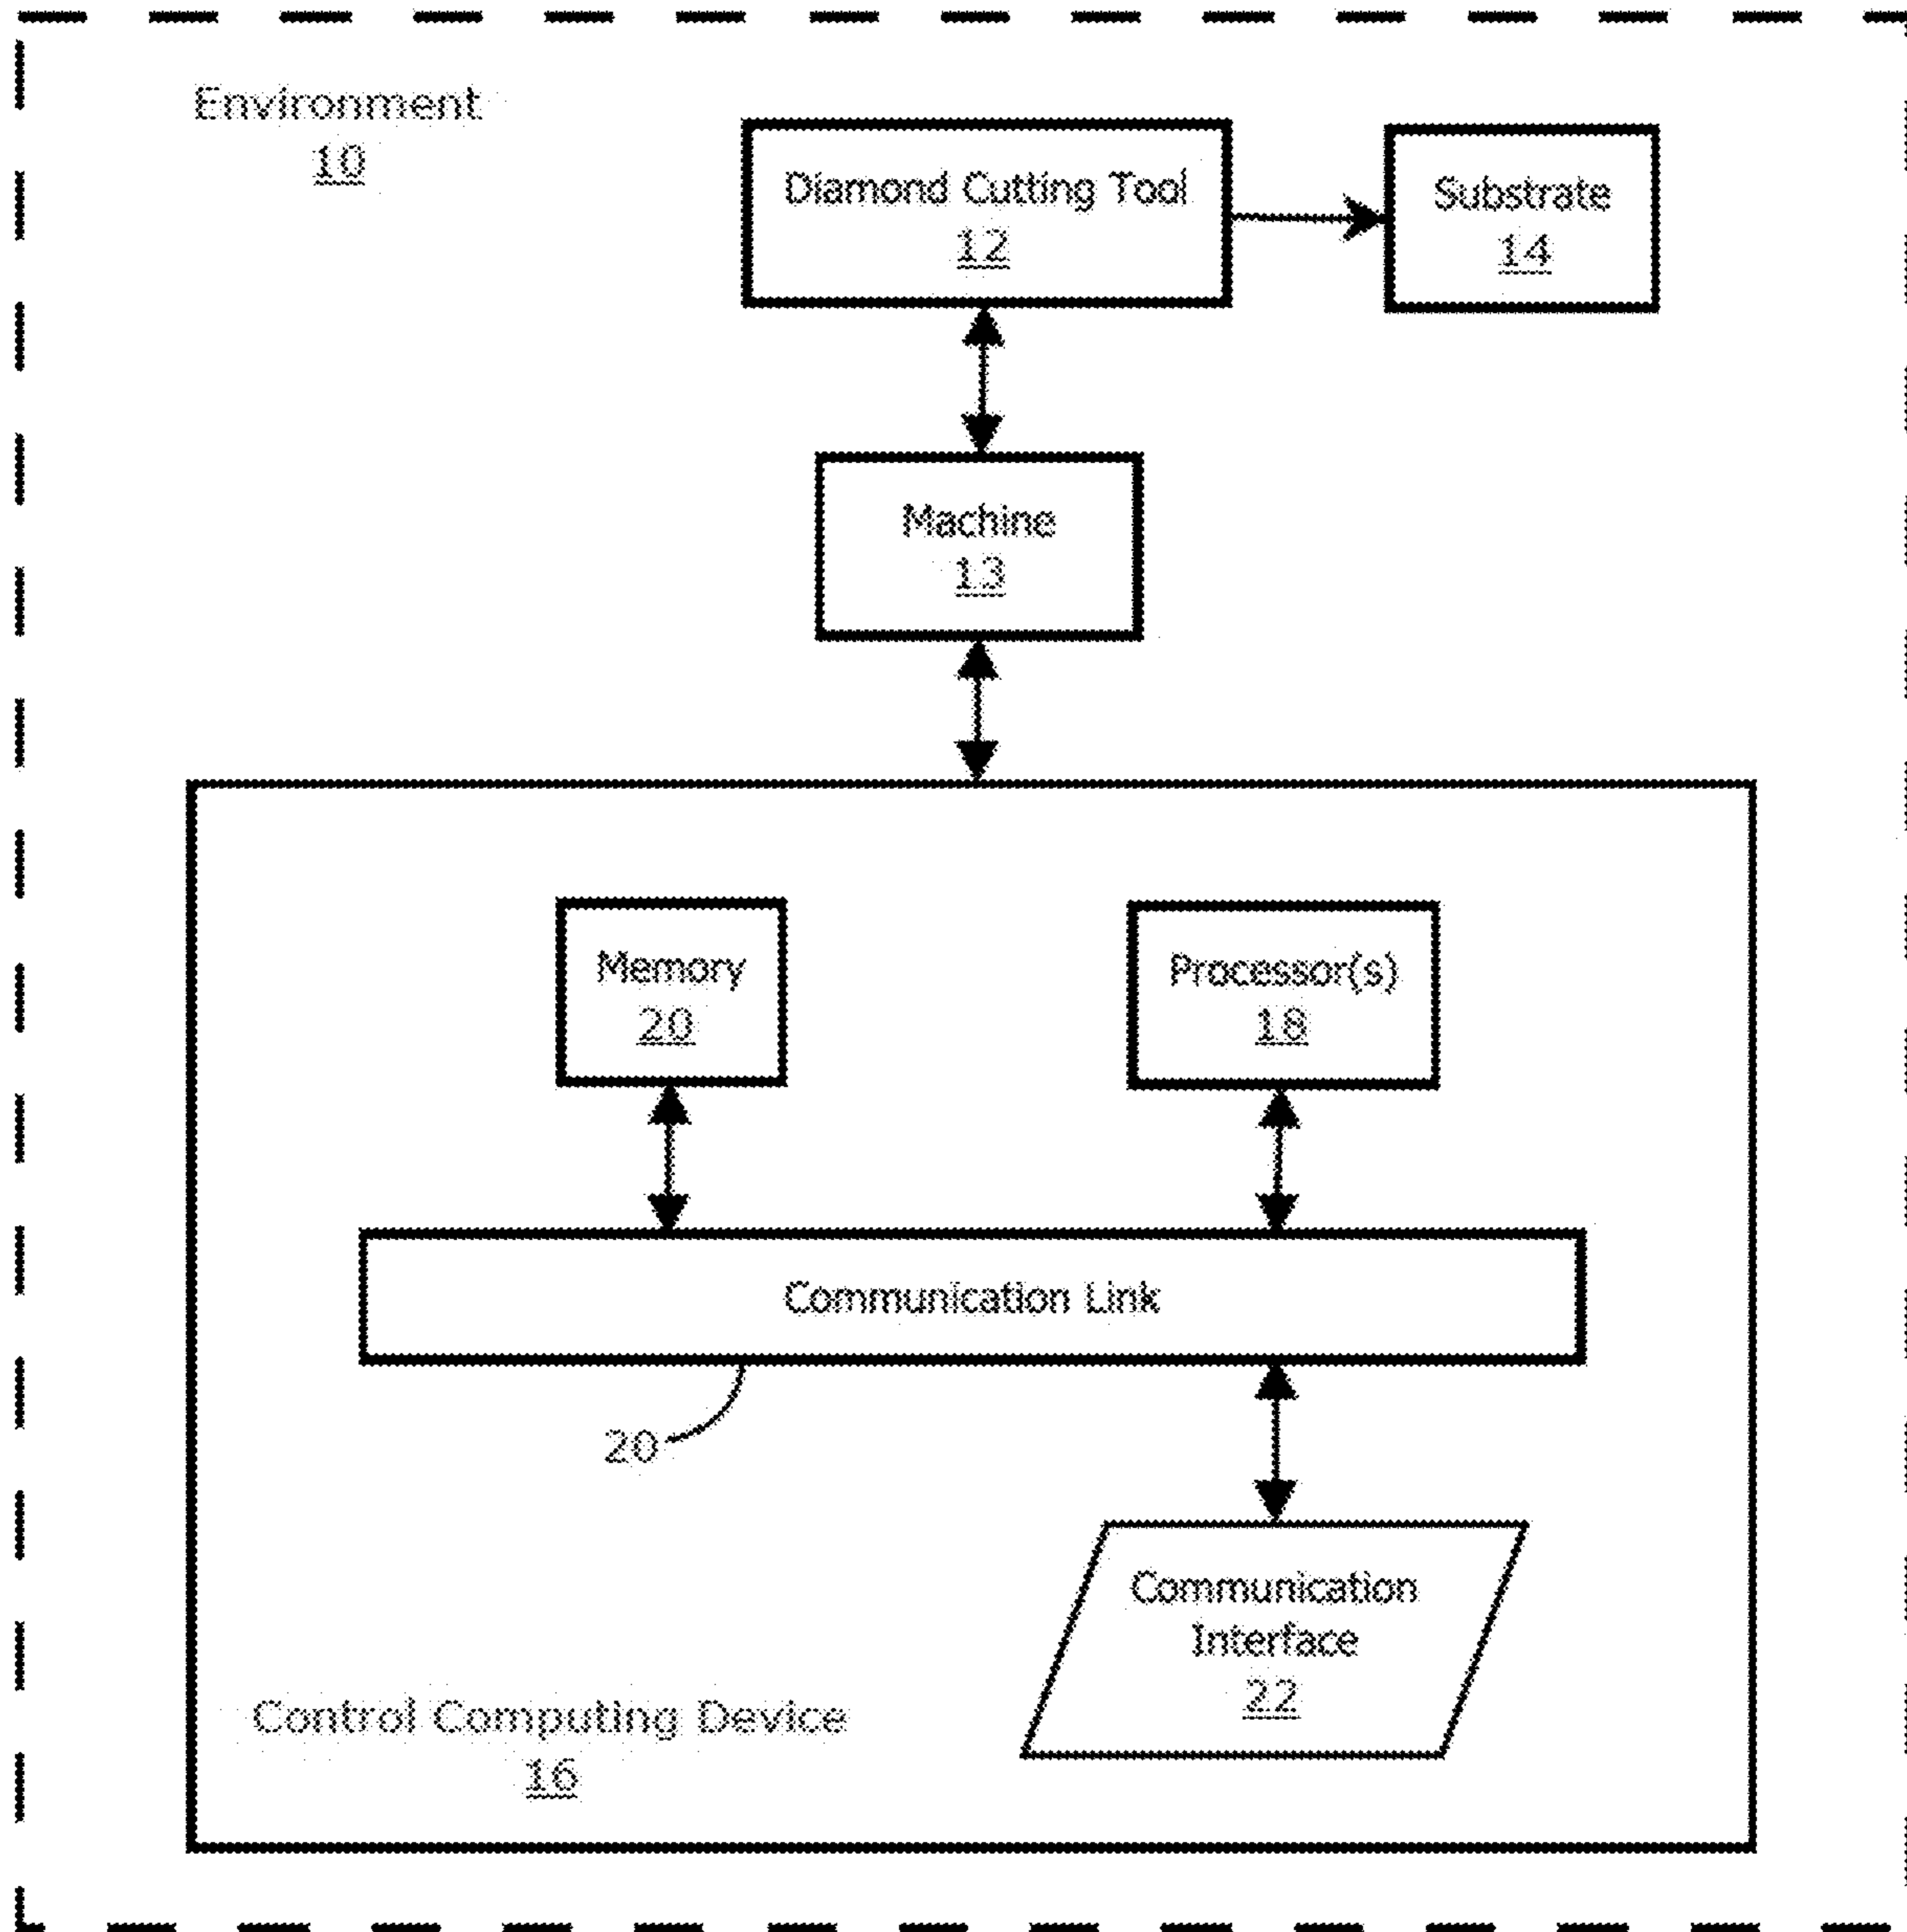 Environment
10
Diamond Cutting Tool
12
Substrate
14
Machine
13
Memory
20
Processor(s)
18
Communication Link
20
Communication
Interface
22
Control Computing Device
16